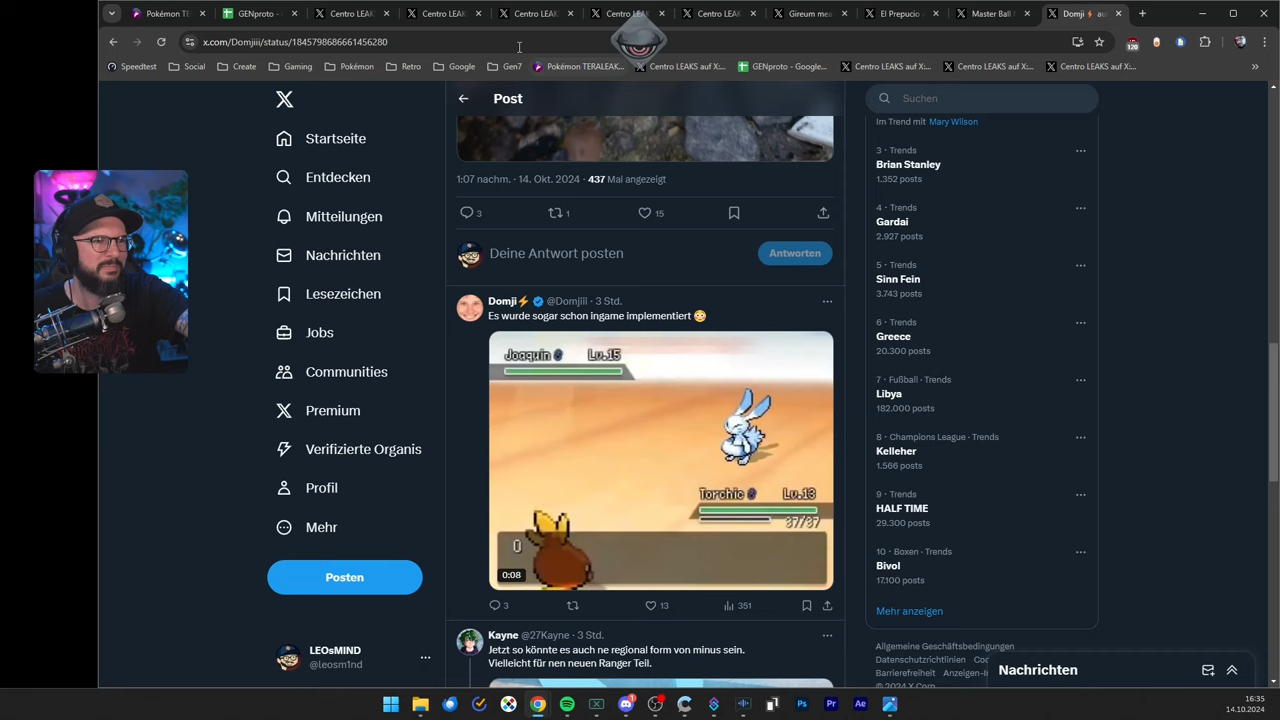 Pokémon TE
GENproto -
Centro LEAK
Centro LEAK
Centro LEAK
Centro LEAK
Centro LEAK
Gireum mea
El Prepucio
Master Ball
Domji ⚡ au
x.com/Domjiii/status/1845798686661456280
120
Speedtest
Social
Create
Gaming
Pokémon
Retro
Google
Gen7
Pokémon TERALEAK...
Centro LEAKS auf X:...
GENproto - Google...
Centro LEAKS auf X:...
Centro LEAKS auf X:...
Centro LEAKS auf X:...
Startseite
Entdecken
Mitteilungen
Nachrichten
Lesezeichen
Jobs
Communities
Premium
Verifizierte Organis
Profil
Mehr
Posten
LEOsMIND
@leosm1nd
Post
1:07 nachm. · 14. Okt. 2024 · 437 Mal angezeigt
3
1
15
Deine Antwort posten
Antworten
Domji⚡ @Domjiii · 3 Std.
Es wurde sogar schon ingame implementiert 😳
Joaquin Lv.15
Torchic Lv.13
37/37
0
0:08
3
13
351
Kayne @27Kayne · 3 Std.
Jetzt so könnte es auch ne regional form von minus sein.
Vielleicht für nen neuen Ranger Teil.
Suchen
Im Trend mit Mary Wilson
3 · Trends
Brian Stanley
1.352 posts
4 · Trends
Gardai
2.927 posts
5 · Trends
Sinn Fein
3.743 posts
6 · Trends
Greece
20.300 posts
7 · Fußball · Trends
Libya
182.000 posts
8 · Champions League · Trends
Kelleher
1.566 posts
9 · Trends
HALF TIME
29.300 posts
10 · Boxen · Trends
Bivol
17.100 posts
Mehr anzeigen
Allgemeine Geschäftsbedingungen
Datenschutzrichtlinien
Barrierefreiheit
© 2024 X Corp.
Nachrichten
1
16:35
14.10.2024